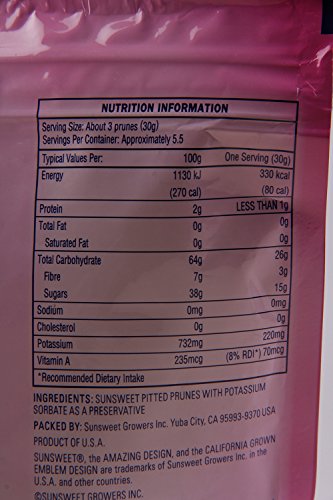 NUTRITION INFORMATION
Serving Size: About 3 prunes (30g)
Servings Per Container: Approximately 5.5
Typical Values Per: 100g One Serving (30g)
Energy 1130 kJ 330 kcal
(270 cal) (80 cal)
Protein 2g LESS THAN 1g
Total Fat 0g 0g
Saturated Fat 0g 0g
Total Carbohydrate 64g 26g
Fibre 7g 3g
Sugars 38g 15g
Sodium 0mg 0mg
Cholesterol 0g 0g
Potassium 732mg 220mg
Vitamin A 235mcg (8% RDI*) 70mcg
*Recommended Dietary Intake
INGREDIENTS: SUNSWEET PITTED PRUNES WITH POTASSIUM
SORBATE AS A PRESERVATIVE
PACKED BY: Sunsweet Growers Inc. Yuba City, CA 95993-9370 USA
PRODUCT OF U.S.A.
SUNSWEET®, the AMAZING DESIGN, and the CALIFORNIA GROWN
EMBLEM DESIGN are trademarks of Sunsweet Growers Inc. in the
U.S.A. and other countries.
©SUNSWEET GROWERS INC.